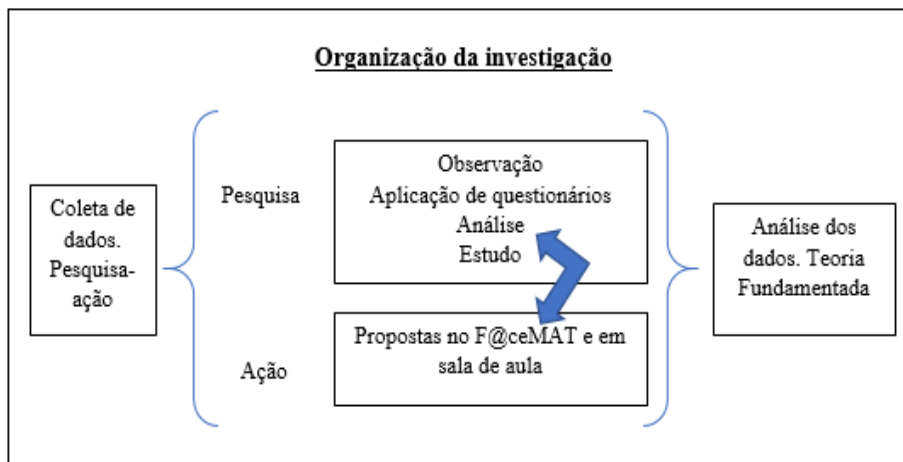 Organização da investigação
Coleta de
dados.
Pesquisa-
ação
Pesquisa
Observação
Aplicação de questionários
Análise
Estudo
Ação
Propostas no F@ceMAT e em
sala de aula
Análise dos
dados. Teoria
Fundamentada